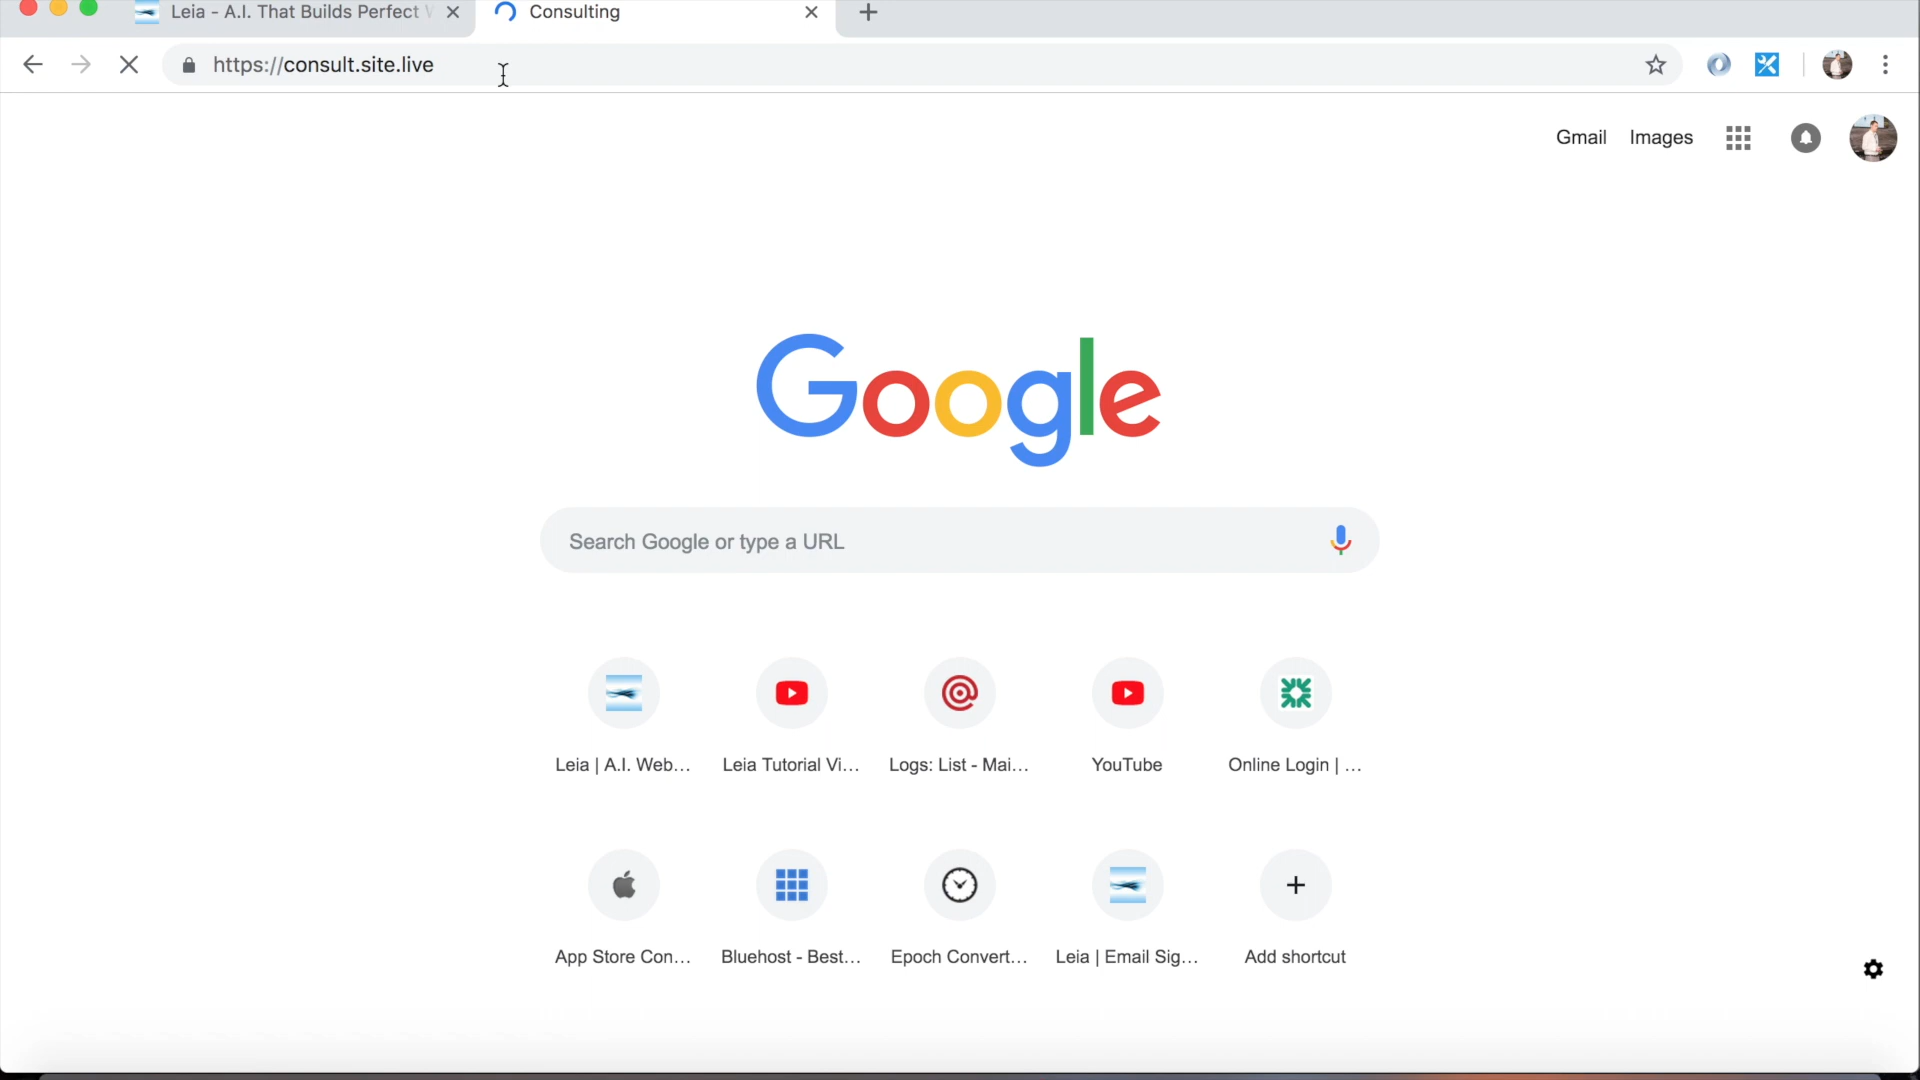 Leia - A.I. That Builds Perfect
Consulting
https://consult.site.live
Gmail
Images
Google
Search Google or type a URL
Leia | A.I. Web...
Leia Tutorial Vi...
Logs: List - Mai...
YouTube
Online Login | ...
App Store Con...
Bluehost - Best...
Epoch Convert...
Leia | Email Sig...
Add shortcut